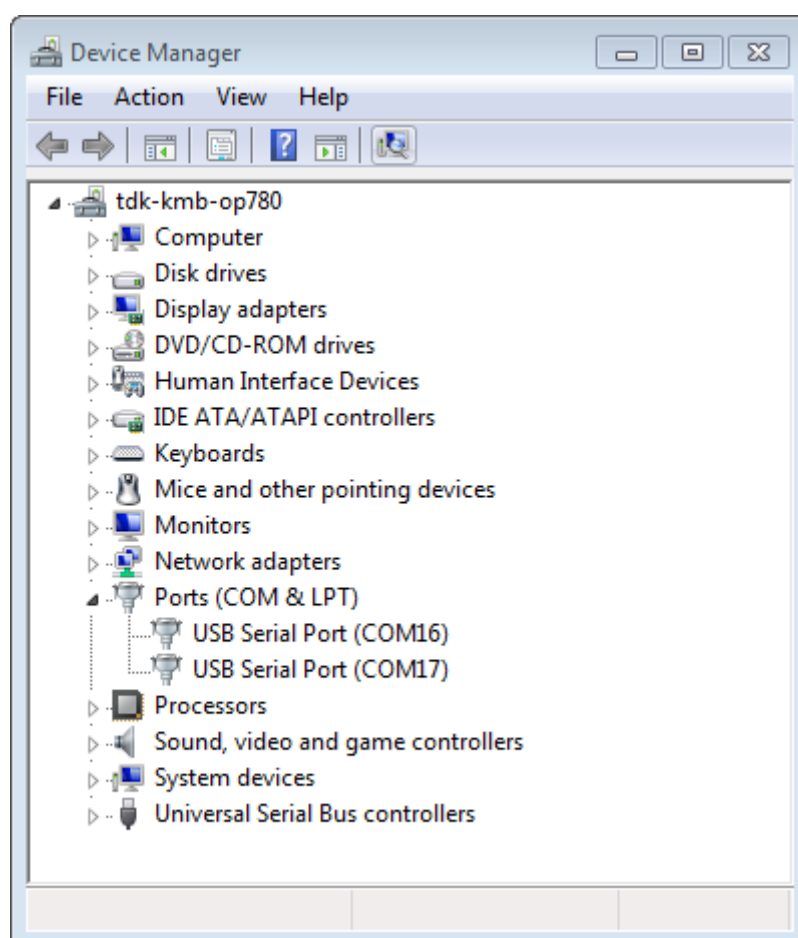 Device Manager
File Action View Help
tdk-kmb-op780
Computer
Disk drives
Display adapters
DVD/CD-ROM drives
Human Interface Devices
IDE ATA/ATAPI controllers
Keyboards
Mice and other pointing devices
Monitors
Network adapters
Ports (COM & LPT)
USB Serial Port (COM16)
USB Serial Port (COM17)
Processors
Sound, video and game controllers
System devices
Universal Serial Bus controllers